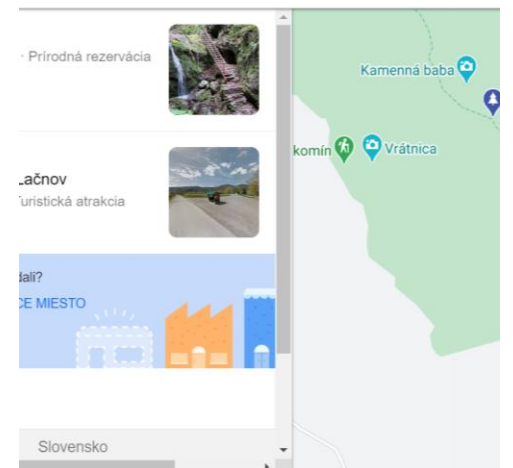 · Prírodná rezervácia
Lačnov
Turistická atrakcia
dali?
CE MIESTO
Slovensko
Kamenná baba
komín
Vrátnica